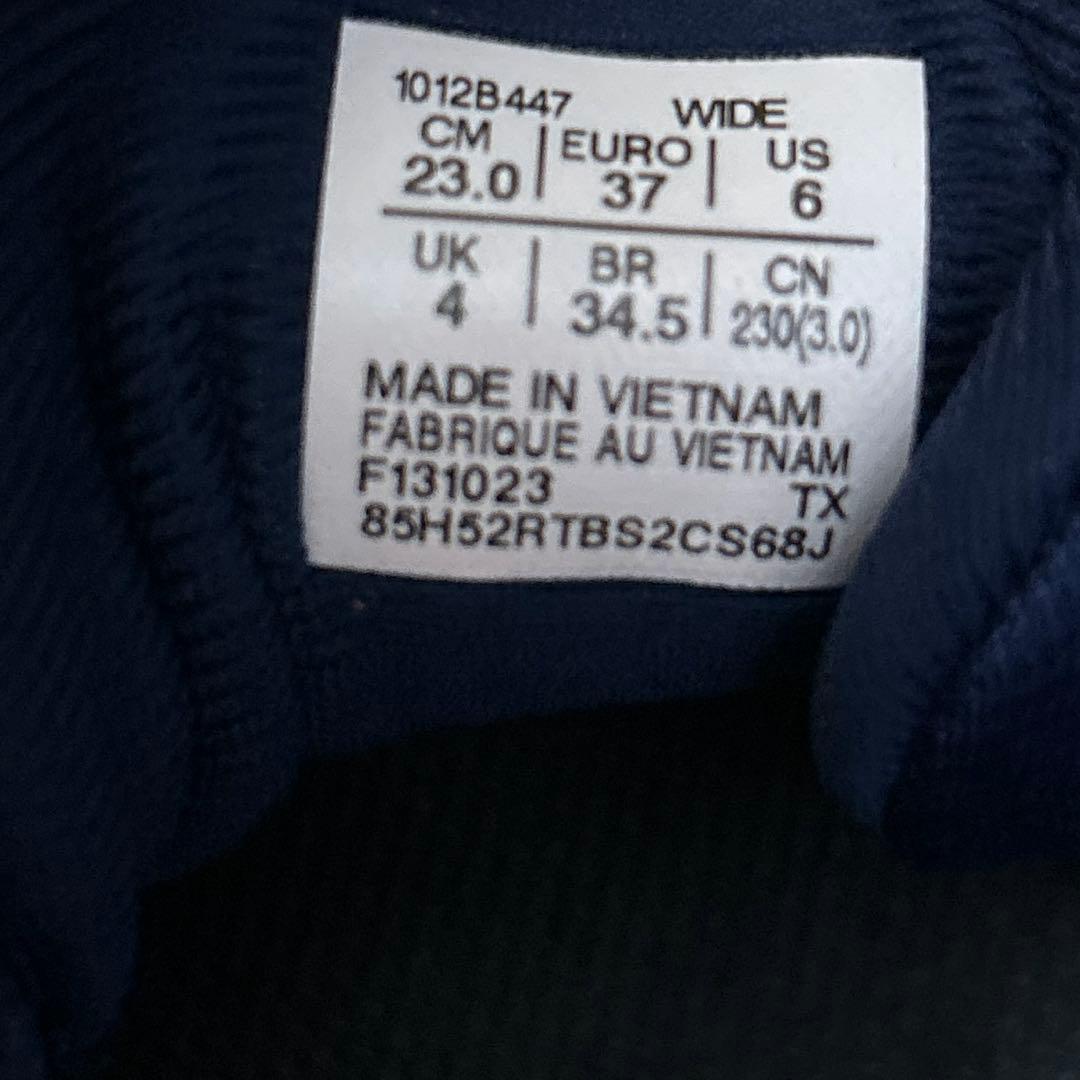 1012B447 WIDE
CM | EURO | US
23.0 | 37 | 6
UK | BR | CN
4 | 34.5 | 230(3.0)
MADE IN VIETNAM
FABRIQUE AU VIETNAM
F131023 TX
85H52RTBS2CS68J